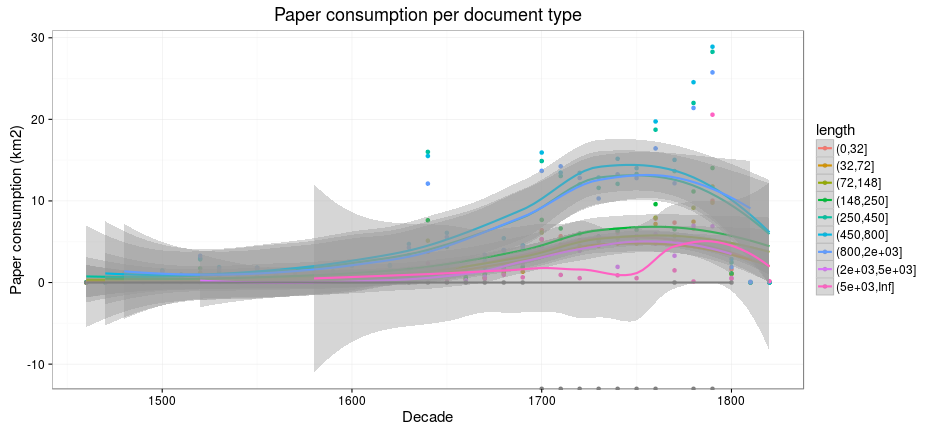 Paper consumption per document type
30
20
10
0
-10
Paper consumption (km2)
1500
1600
1700
1800
Decade
length
(0,32]
(32,72]
(72,148]
(148,250]
(250,450]
(450,800]
(800,2e+03]
(2e+03,5e+03]
(5e+03,Inf]